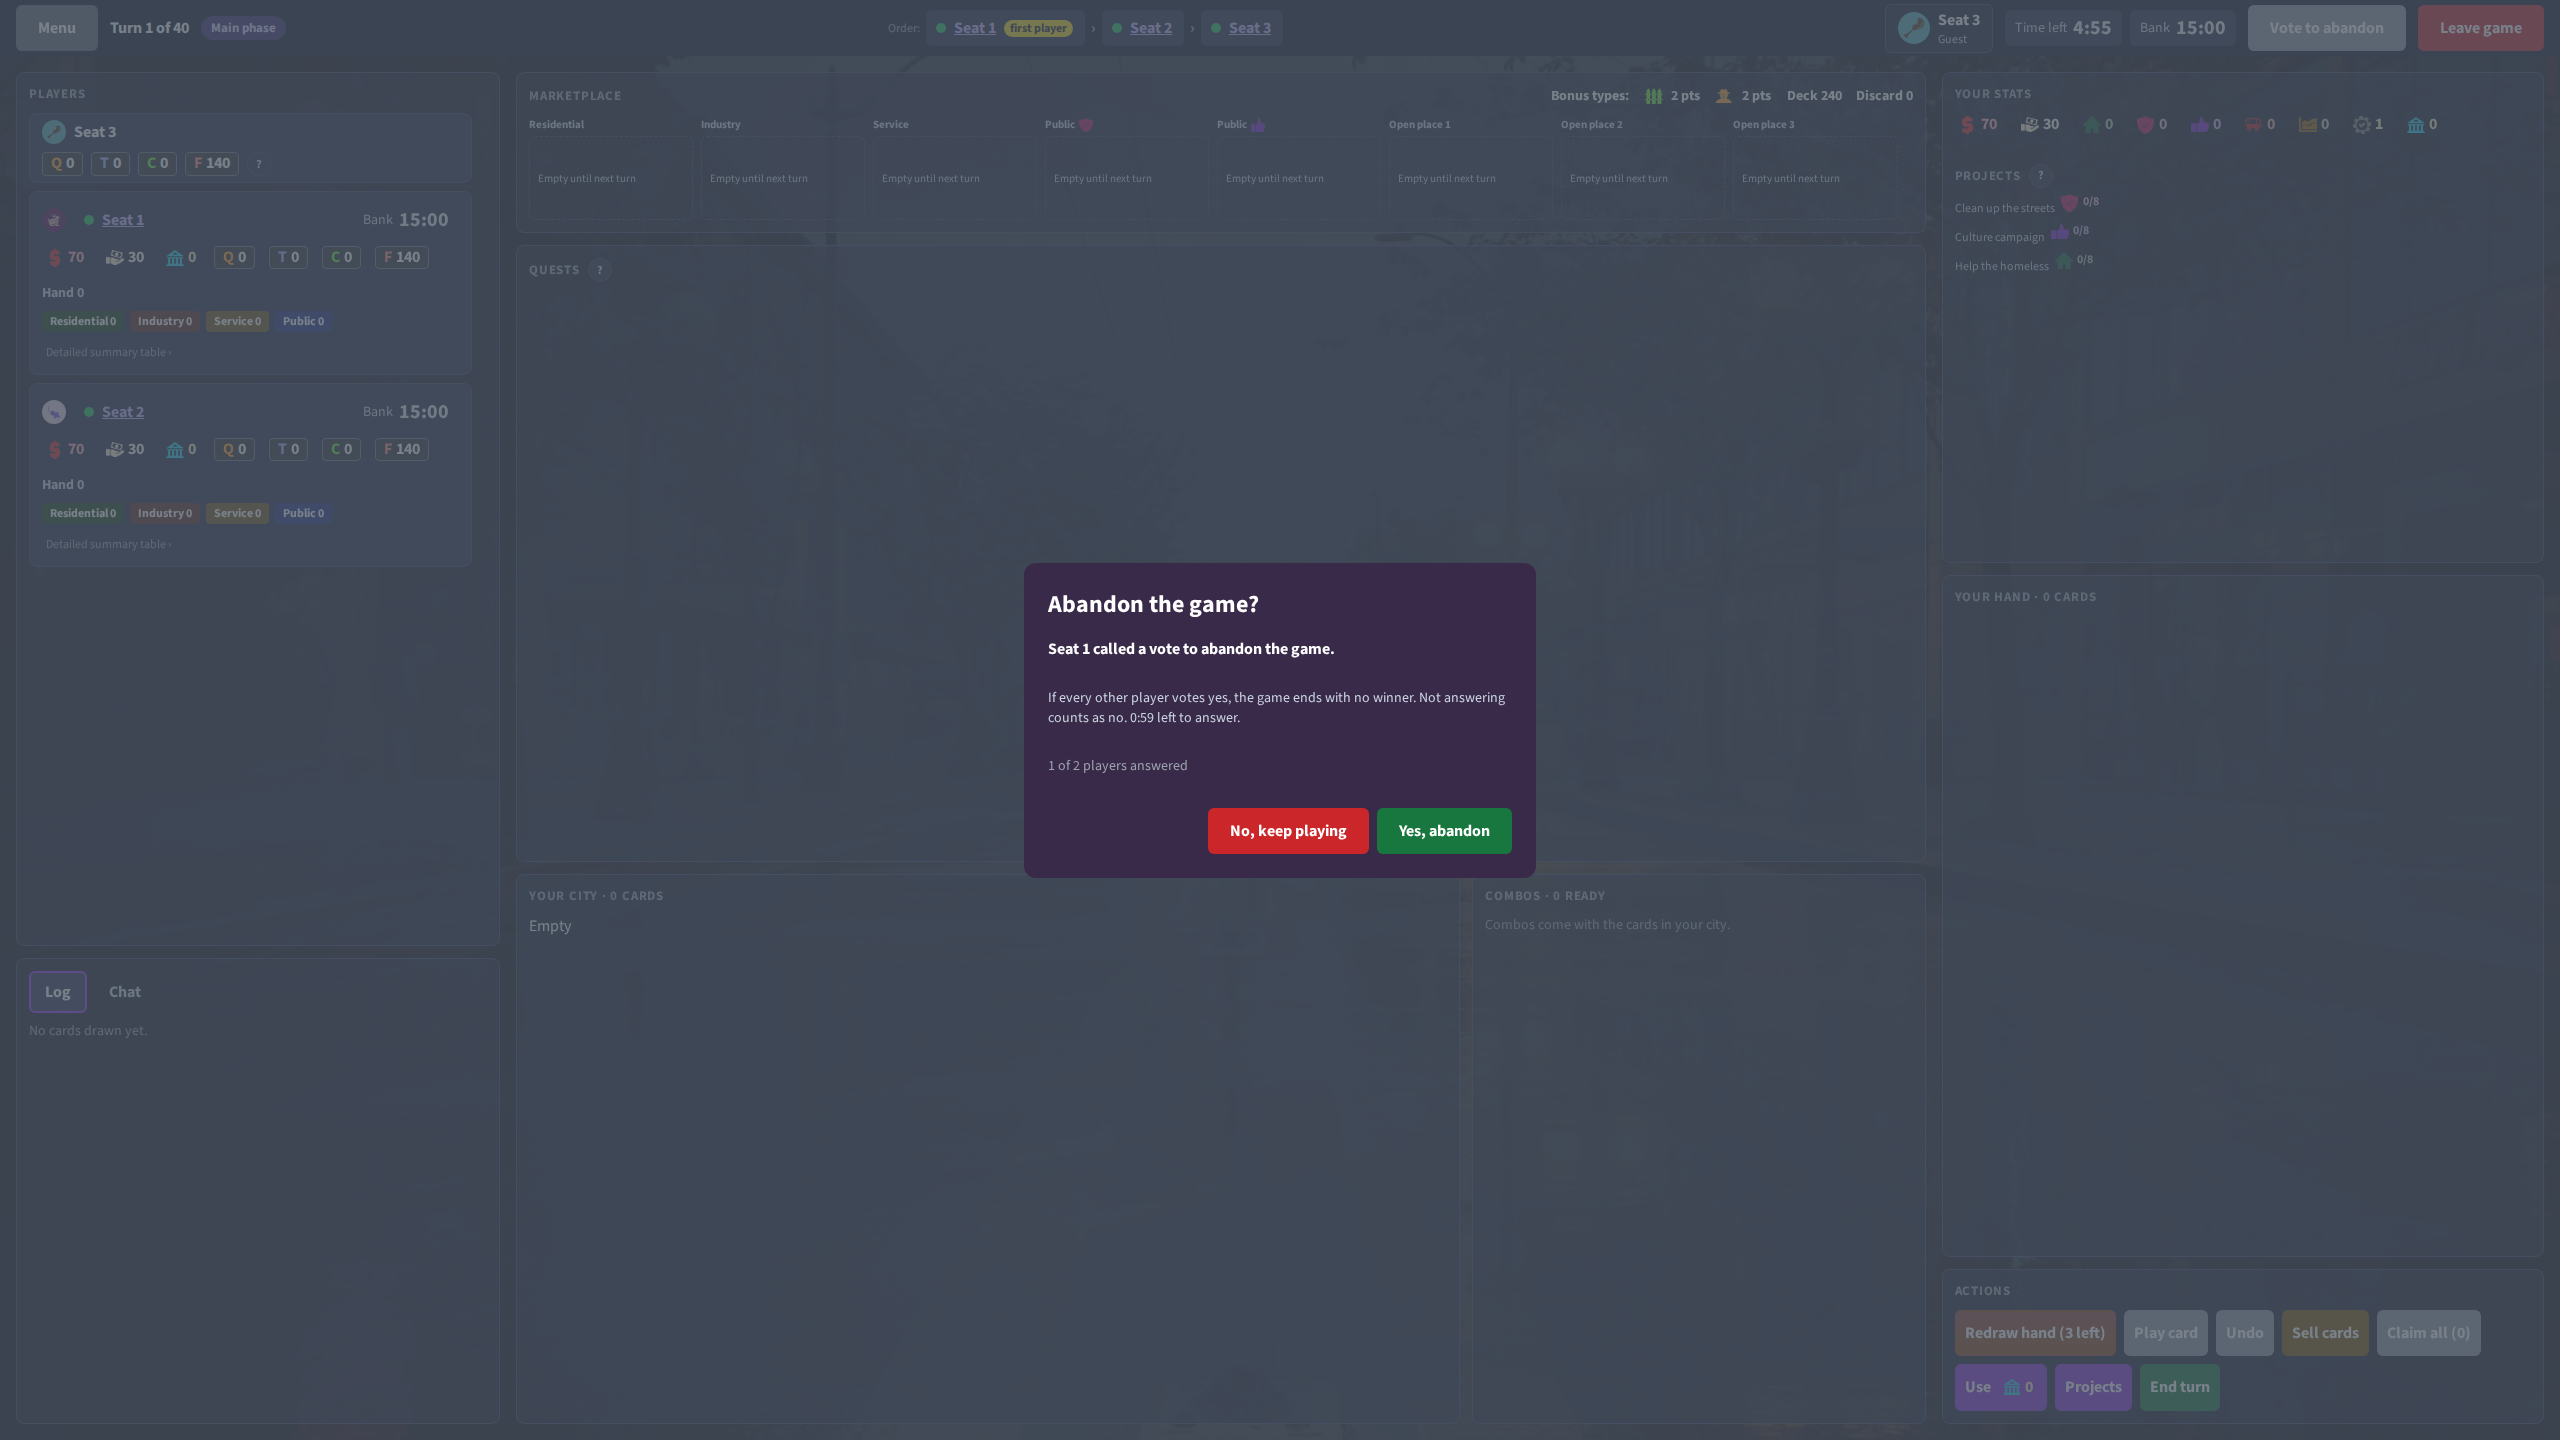 Menu
Turn 1 of 40
Main phase
Order:
Seat 1 first player › Seat 2 › Seat 3
Seat 3
Guest
Time left 4:55
Bank 15:00
Vote to abandon
Leave game
PLAYERS
Seat 3
Q 0 T 0 C 0 F 140 ?
Seat 1 Bank 15:00
70 30 0 Q 0 T 0 C 0 F 140
Hand 0
Residential 0 Industry 0 Service 0 Public 0
Detailed summary table ›
Seat 2 Bank 15:00
70 30 0 Q 0 T 0 C 0 F 140
Hand 0
Residential 0 Industry 0 Service 0 Public 0
Detailed summary table ›
Log Chat
No cards drawn yet.
MARKETPLACE
Bonus types: 2 pts 2 pts Deck 240 Discard 0
Residential Industry Service Public Public Open place 1 Open place 2 Open place 3
Empty until next turn Empty until next turn Empty until next turn Empty until next turn Empty until next turn Empty until next turn Empty until next turn Empty until next turn
QUESTS ?
Abandon the game?
Seat 1 called a vote to abandon the game.
If every other player votes yes, the game ends with no winner. Not answering
counts as no. 0:59 left to answer.
1 of 2 players answered
No, keep playing Yes, abandon
YOUR CITY · 0 CARDS
Empty
COMBOS · 0 READY
Combos come with the cards in your city.
YOUR STATS
$ 70 30 0 0 0 0 0 1 0
PROJECTS ?
Clean up the streets 0/8
Culture campaign 0/8
Help the homeless 0/8
YOUR HAND · 0 CARDS
ACTIONS
Redraw hand (3 left) Play card Undo Sell cards Claim all (0)
Use 0 Projects End turn